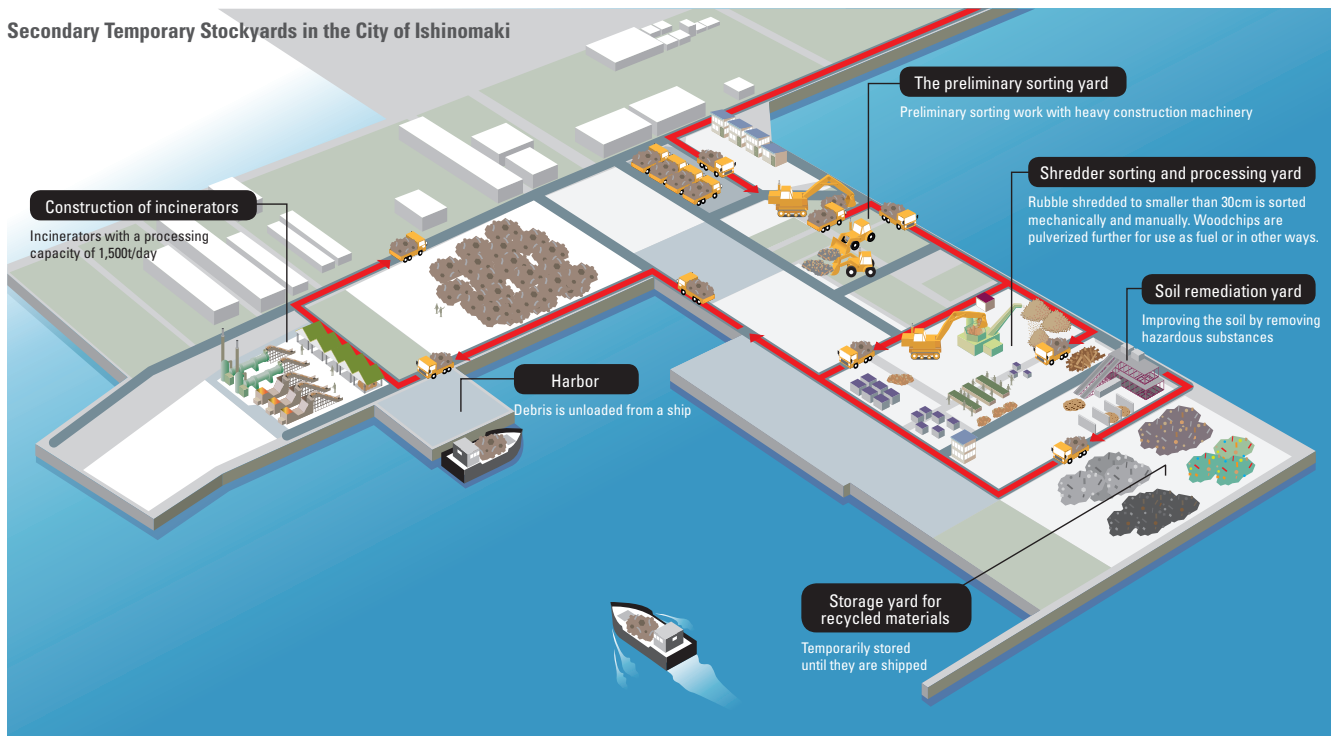 Secondary Temporary Stockyards in the City of Ishinomaki
The preliminary sorting yard
Preliminary sorting work with heavy construction machinery
Shredder sorting and processing yard
Rubble shredded to smaller than 30cm is sorted
mechanically and manually. Woodchips are
pulverized further for use as fuel or in other ways.
Construction of incinerators
Incinerators with a processing
capacity of 1,500t/day
Soil remediation yard
Improving the soil by removing
hazardous substances
Harbor
Debris is unloaded from a ship
Storage yard for
recycled materials
Temporarily stored
until they are shipped